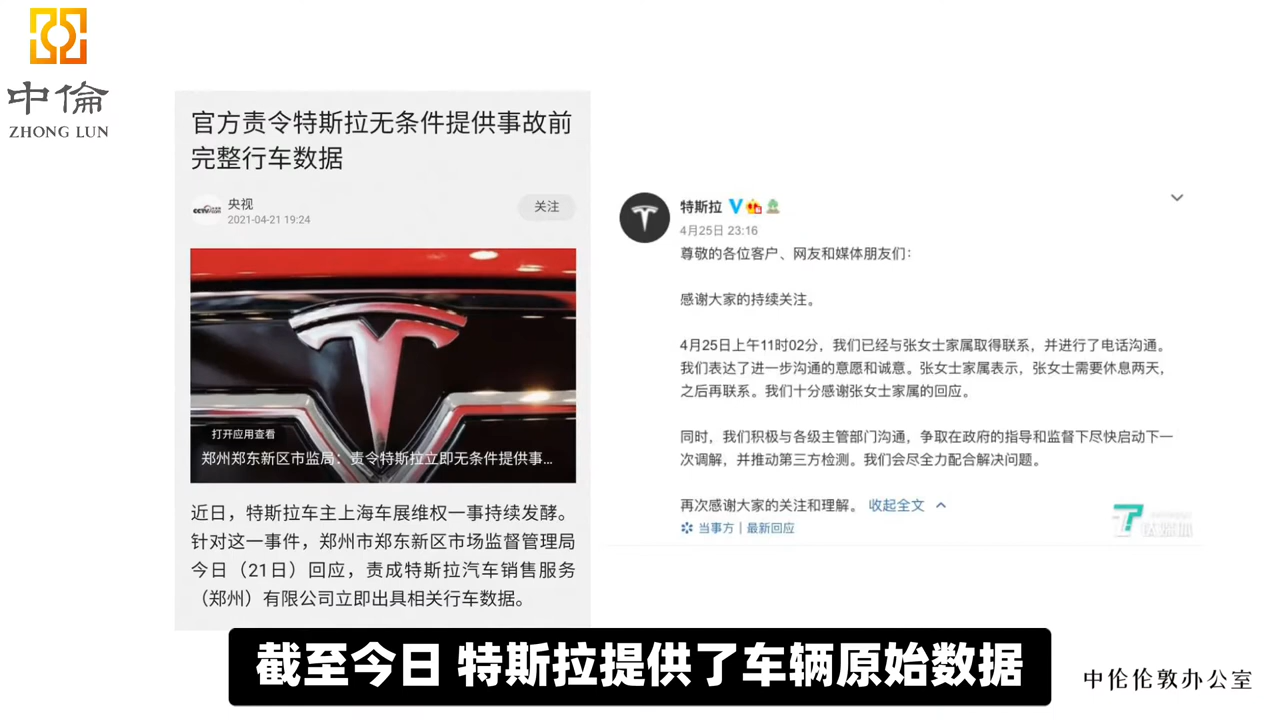 中倫
ZHONG LUN
官方责令特斯拉无条件提供事故前
完整行车数据
央视
2021-04-21 19:24
关注
打开应用查看
郑州郑东新区市监局：责令特斯拉立即无条件提供事...
近日，特斯拉车主上海车展维权一事持续发酵。
针对这一事件，郑州市郑东新区市场监督管理局
今日（21日）回应，责成特斯拉汽车销售服务
（郑州）有限公司立即出具相关行车数据。
特斯拉
4月25日 23:16
尊敬的各位客户、网友和媒体朋友们：
感谢大家的持续关注。
4月25日上午11时02分，我们已经与张女士家属取得联系，并进行了电话沟通。
我们表达了进一步沟通的意愿和诚意。张女士家属表示，张女士需要休息两天，
之后再联系。我们十分感谢张女士家属的回应。
同时，我们积极与各级主管部门沟通，争取在政府的指导和监督下尽快启动下一
次调解，并推动第三方检测。我们会尽全力配合解决问题。
再次感谢大家的关注和理解。 收起全文
当事方 | 最新回应
截至今日 特斯拉提供了车辆原始数据
中伦伦敦办公室